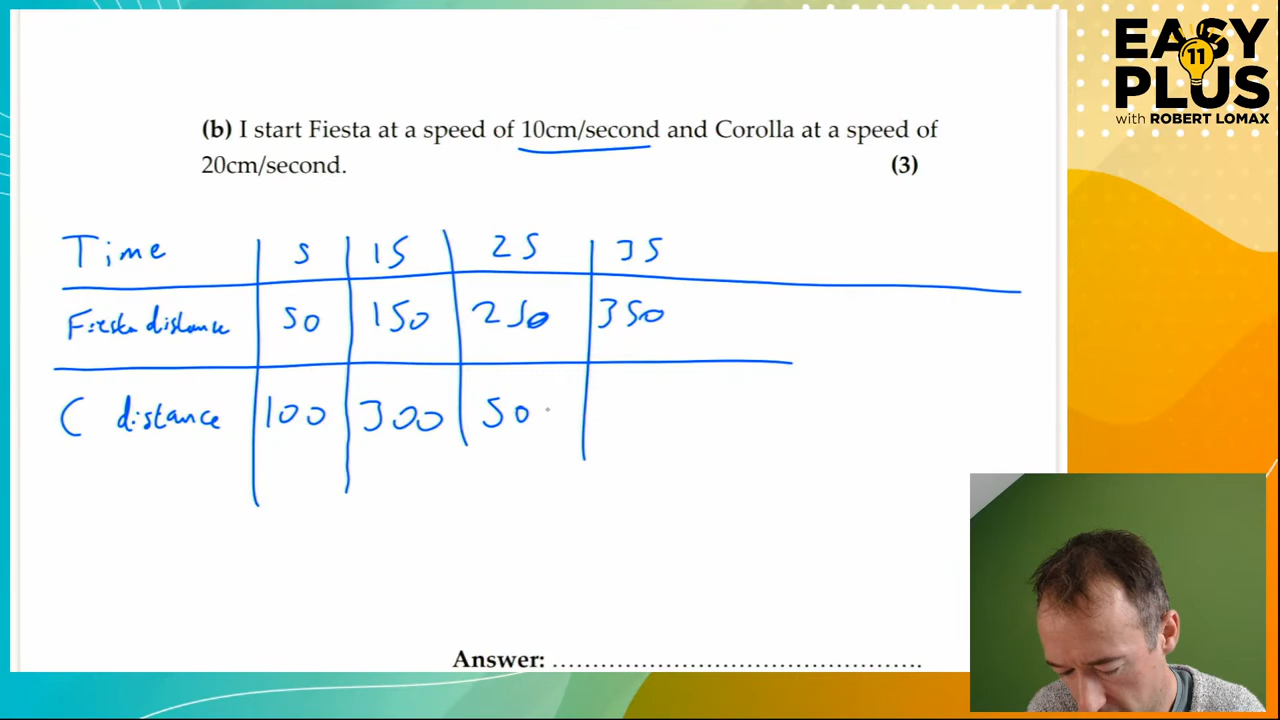 EASY
11
PLUS
with ROBERT LOMAX
(b) I start Fiesta at a speed of 10cm/second and Corolla at a speed of
20cm/second. (3)
Time 5 15 25 35
Fiesta distance 50 150 250 350
C distance 100 300 50
Answer: ................................................